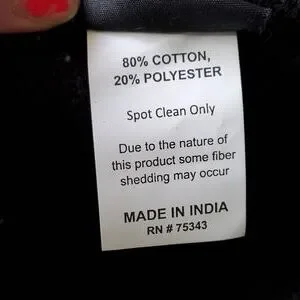 80% COTTON,
20% POLYESTER
Spot Clean Only
Due to the nature of
this product some fiber
shedding may occur
MADE IN INDIA
RN # 75343